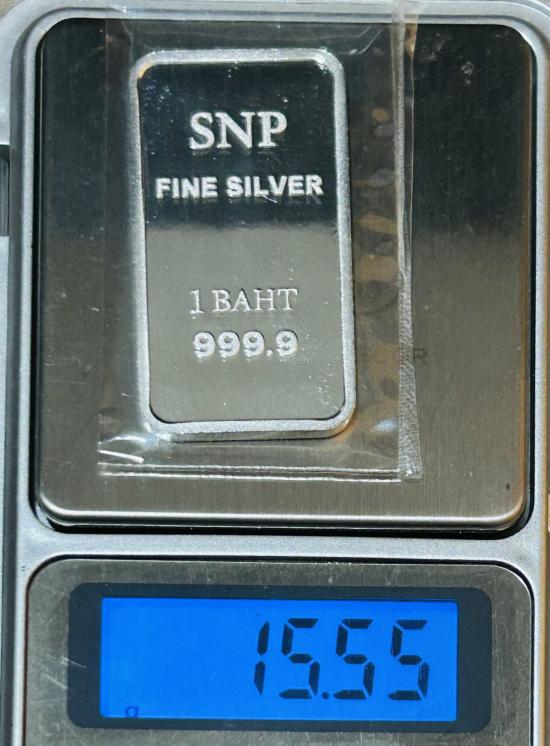 SNP
FINE SILVER
1 BAHT
999.9
15.55
g